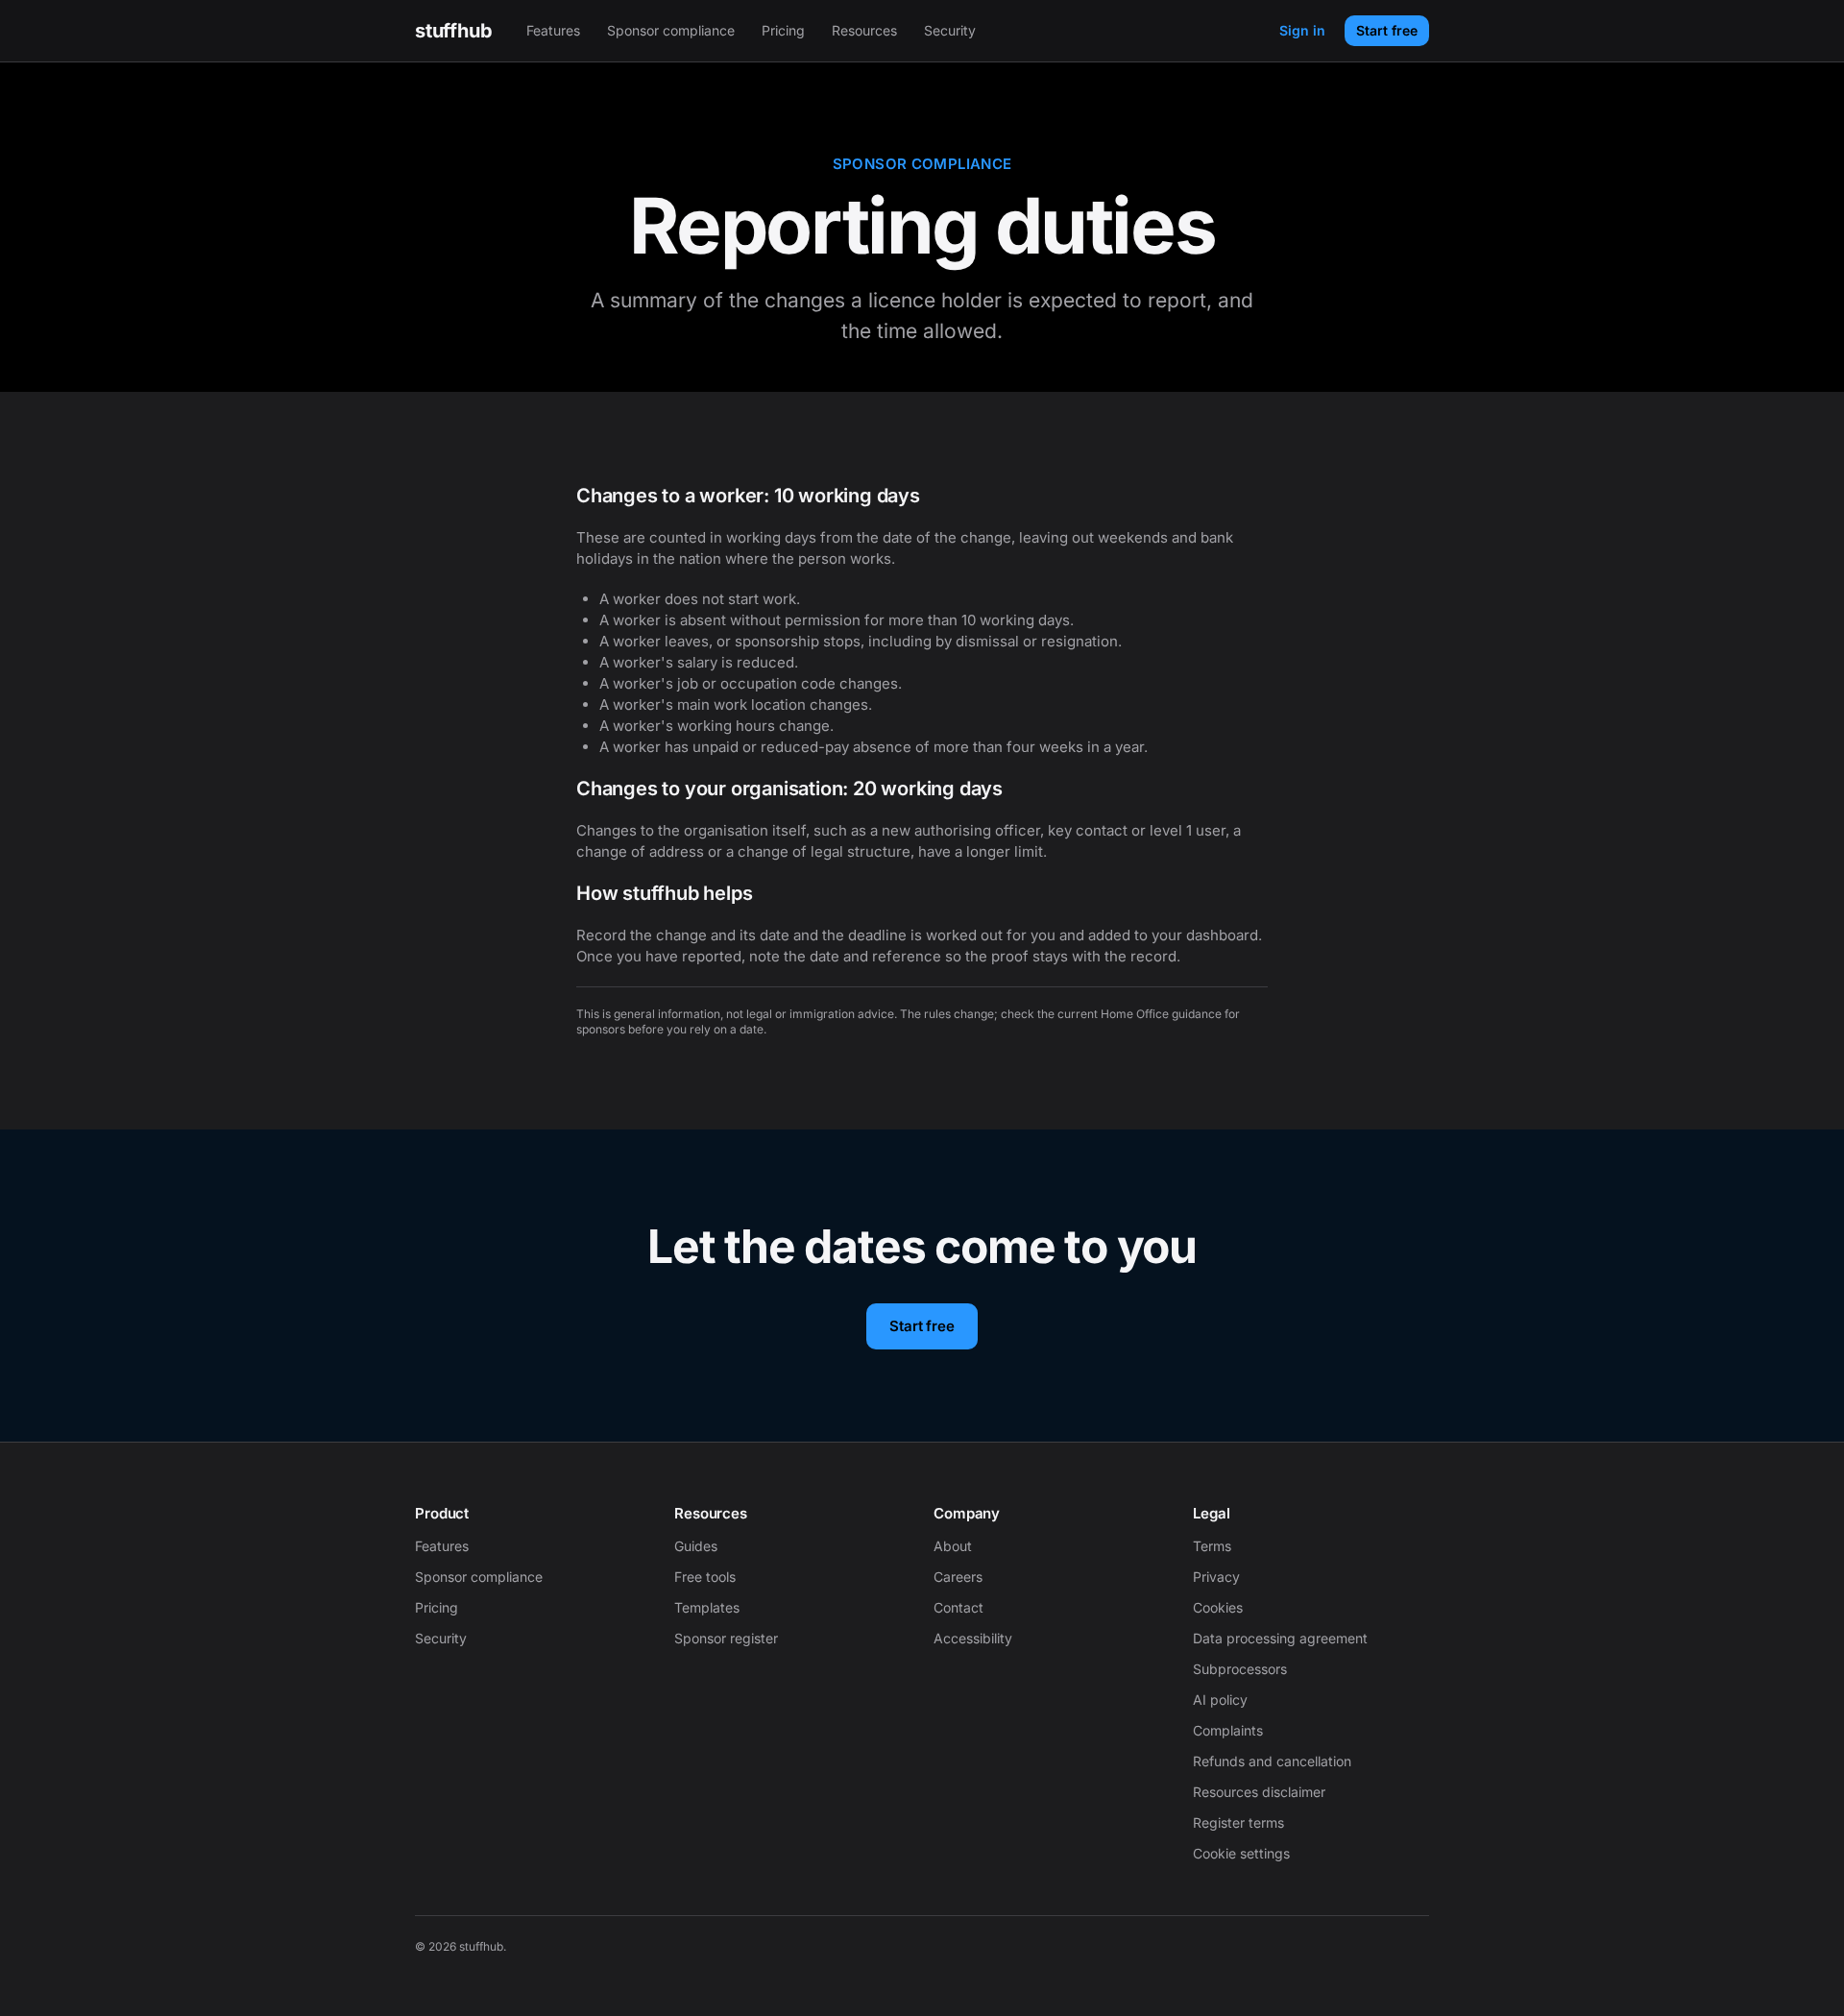 stuffhub
Features
Sponsor compliance
Pricing
Resources
Security
Sign in
Start free
SPONSOR COMPLIANCE
Reporting duties
A summary of the changes a licence holder is expected to report, and
the time allowed.
Changes to a worker: 10 working days
These are counted in working days from the date of the change, leaving out weekends and bank
holidays in the nation where the person works.
• A worker does not start work.
• A worker is absent without permission for more than 10 working days.
• A worker leaves, or sponsorship stops, including by dismissal or resignation.
• A worker's salary is reduced.
• A worker's job or occupation code changes.
• A worker's main work location changes.
• A worker's working hours change.
• A worker has unpaid or reduced-pay absence of more than four weeks in a year.
Changes to your organisation: 20 working days
Changes to the organisation itself, such as a new authorising officer, key contact or level 1 user, a
change of address or a change of legal structure, have a longer limit.
How stuffhub helps
Record the change and its date and the deadline is worked out for you and added to your dashboard.
Once you have reported, note the date and reference so the proof stays with the record.
This is general information, not legal or immigration advice. The rules change; check the current Home Office guidance for
sponsors before you rely on a date.
Let the dates come to you
Start free
Product
Features
Sponsor compliance
Pricing
Security
Resources
Guides
Free tools
Templates
Sponsor register
Company
About
Careers
Contact
Accessibility
Legal
Terms
Privacy
Cookies
Data processing agreement
Subprocessors
AI policy
Complaints
Refunds and cancellation
Resources disclaimer
Register terms
Cookie settings
© 2026 stuffhub.